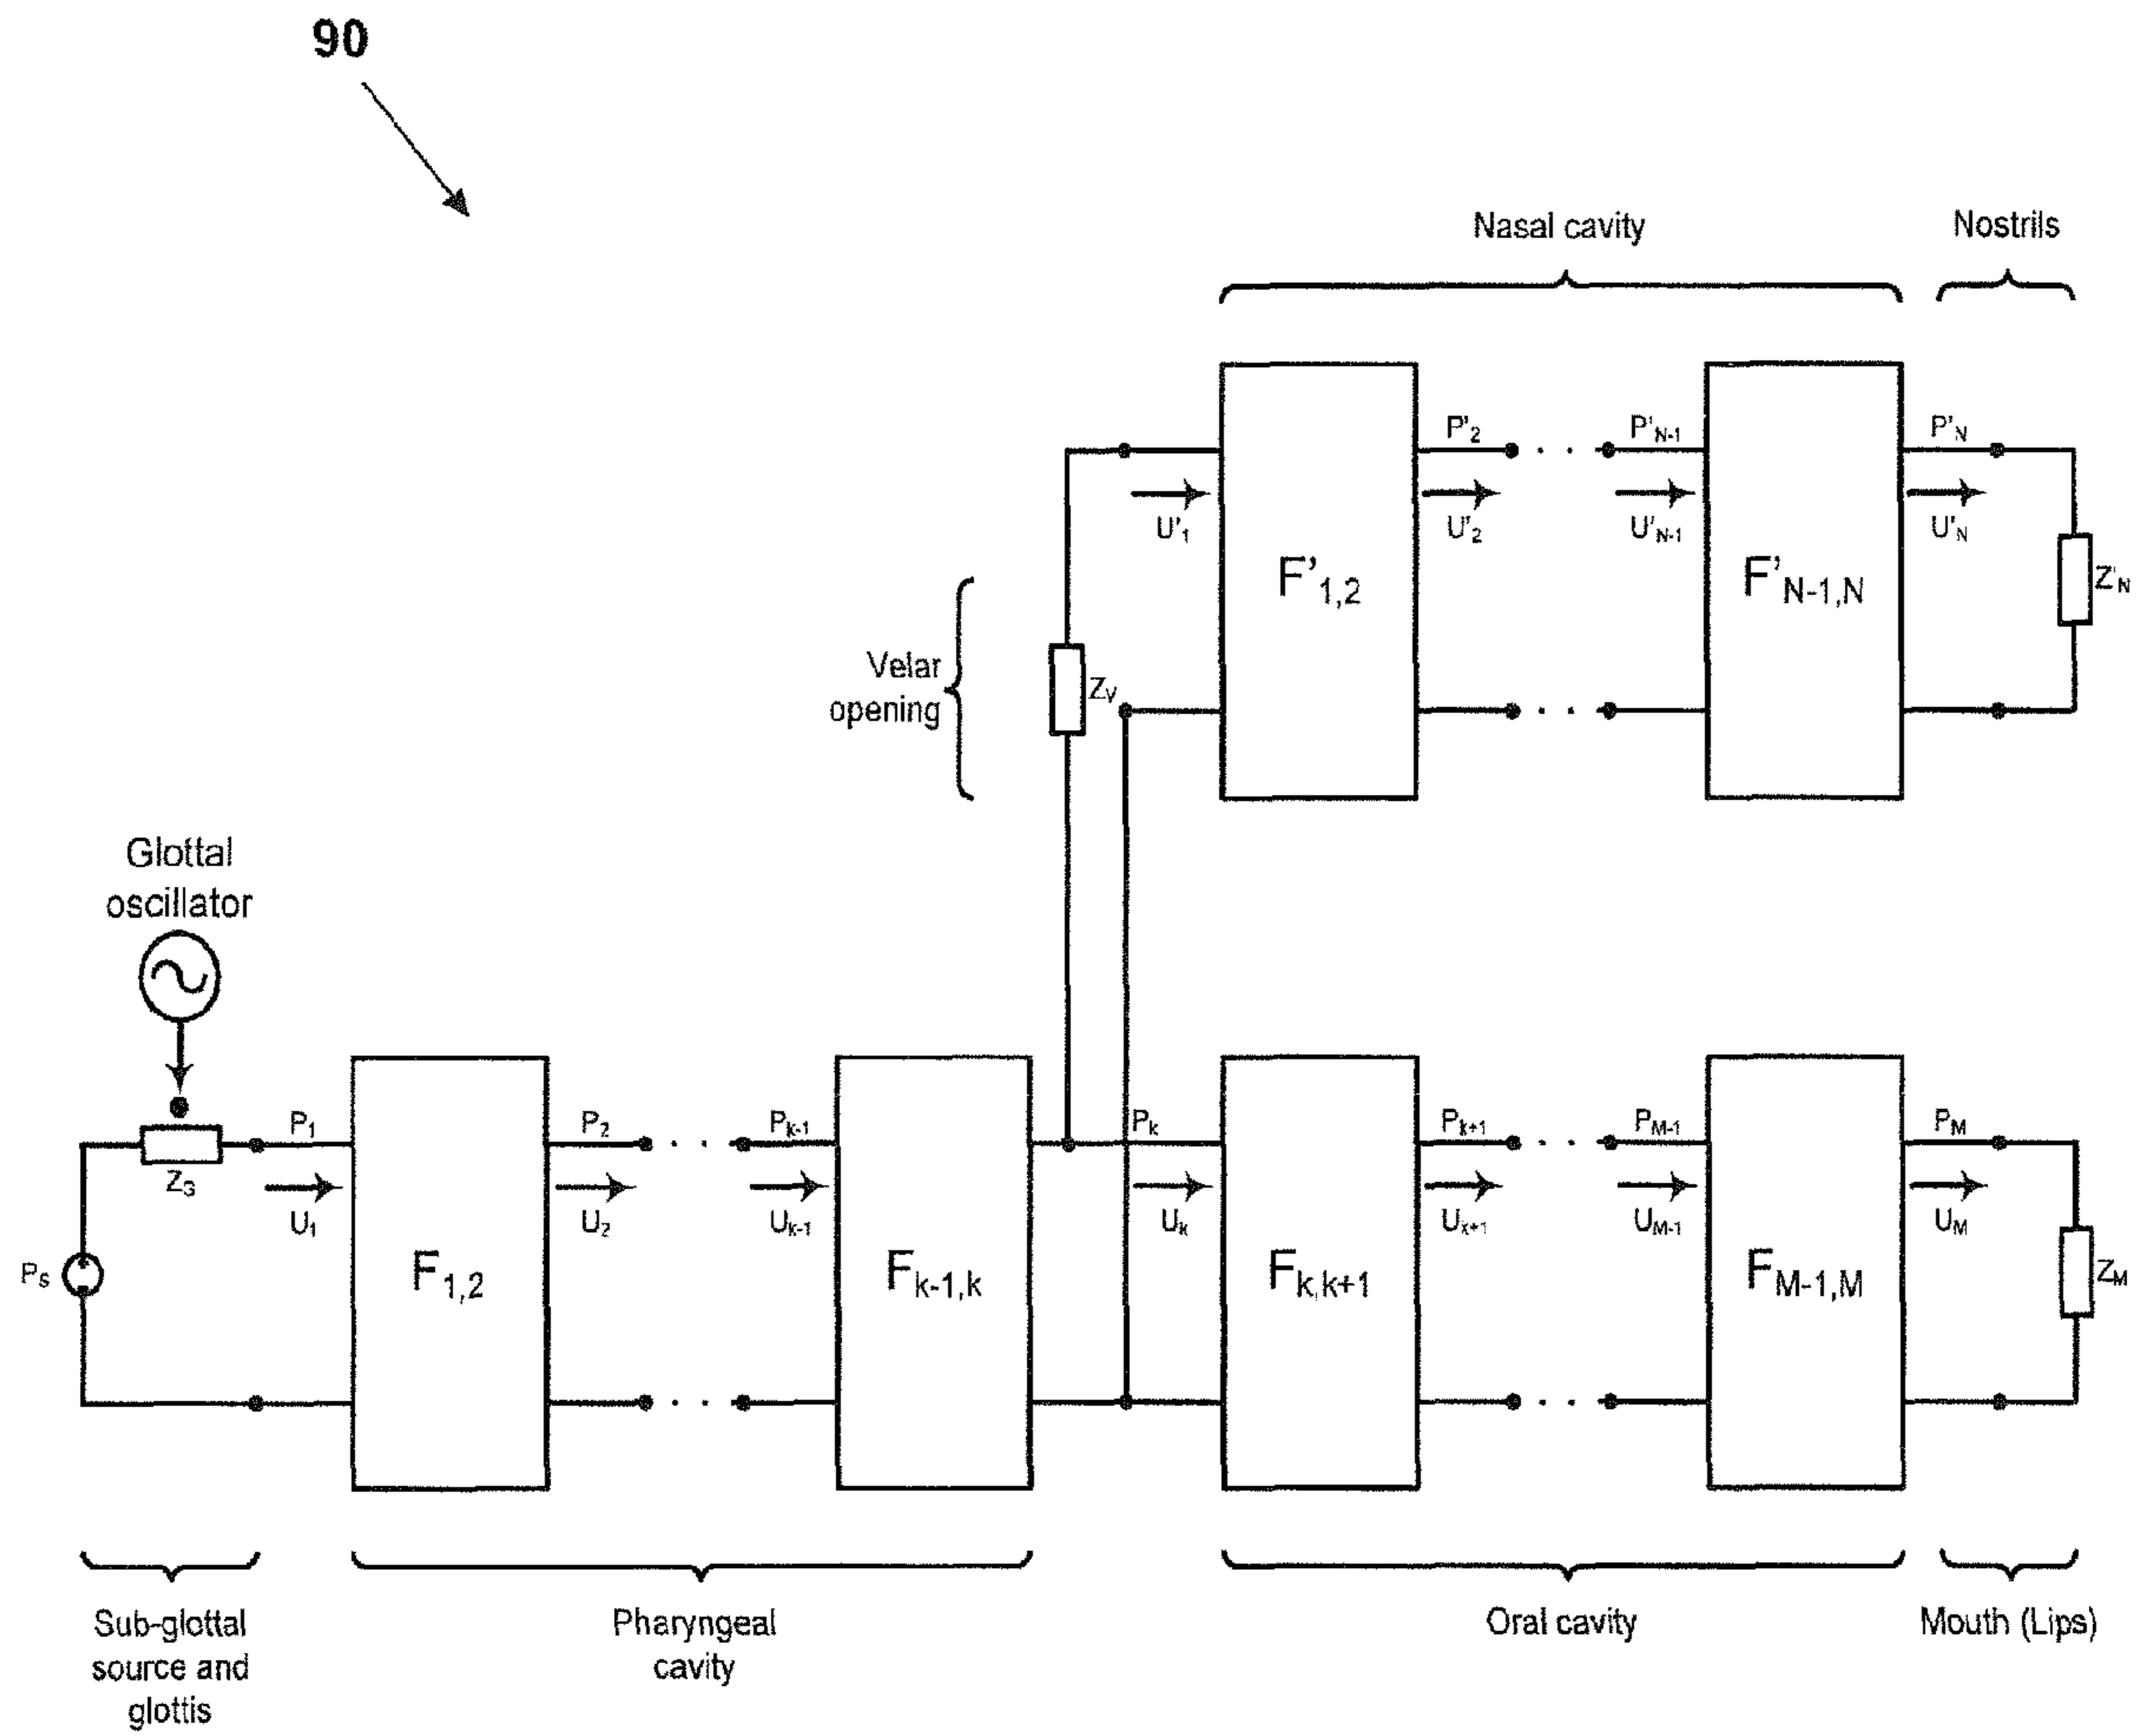 90
Nasal cavity
Nostrils
P'2
P'N-1
P'N
U'1
U'2
U'N-1
U'N
F'1,2
F'N-1,N
Z'N
Velar
opening
ZV
Glottal
oscillator
P1
P2
Pk-1
Pk
Pk+1
PM-1
PM
ZG
U1
U2
Uk-1
Uk
Uk+1
UM-1
UM
PS
F1,2
Fk-1,k
Fk,k+1
FM-1,M
ZM
Sub-glottal
source and
glottis
Pharyngeal
cavity
Oral cavity
Mouth (Lips)